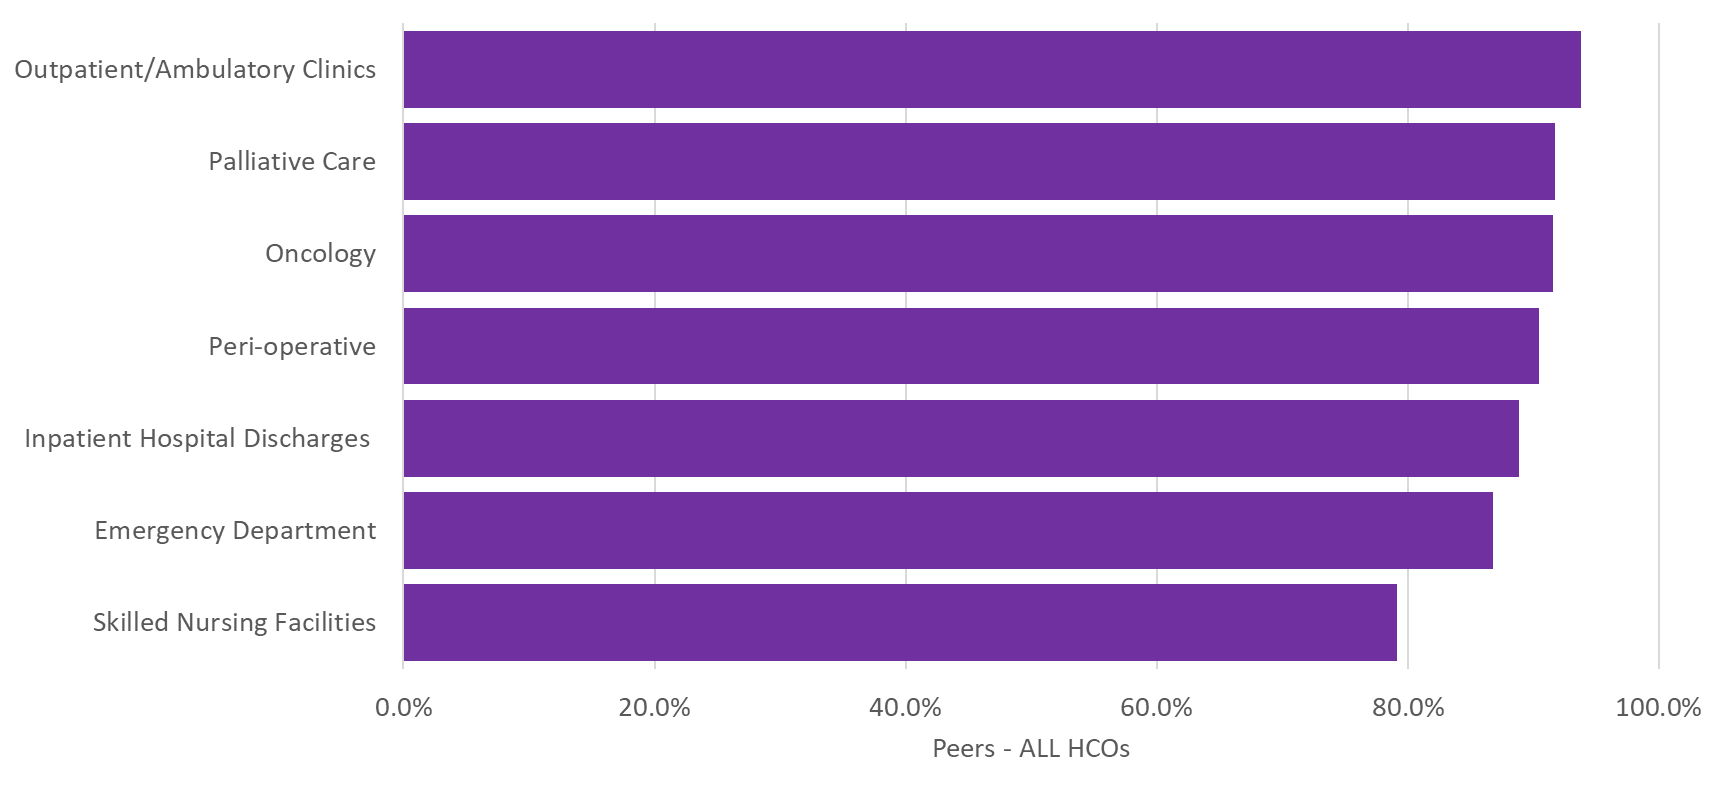 Outpatient/Ambulatory Clinics
Palliative Care
Oncology
Peri-operative
Inpatient Hospital Discharges
Emergency Department
Skilled Nursing Facilities
0.0% 20.0% 40.0% 60.0% 80.0% 100.0%
Peers - ALL HCOs